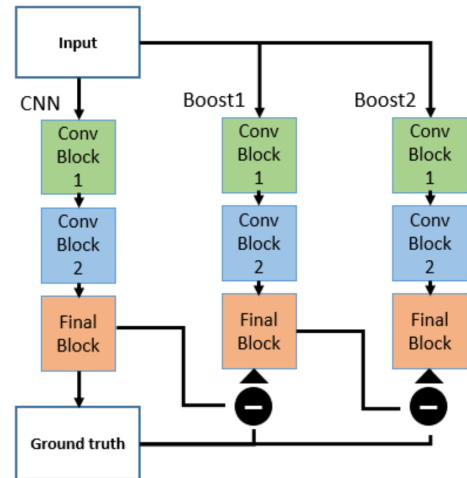 Input
CNN
Boost1
Boost2
Conv
Block
1
Conv
Block
1
Conv
Block
1
Conv
Block
2
Conv
Block
2
Conv
Block
2
Final
Block
Final
Block
Final
Block
Ground truth